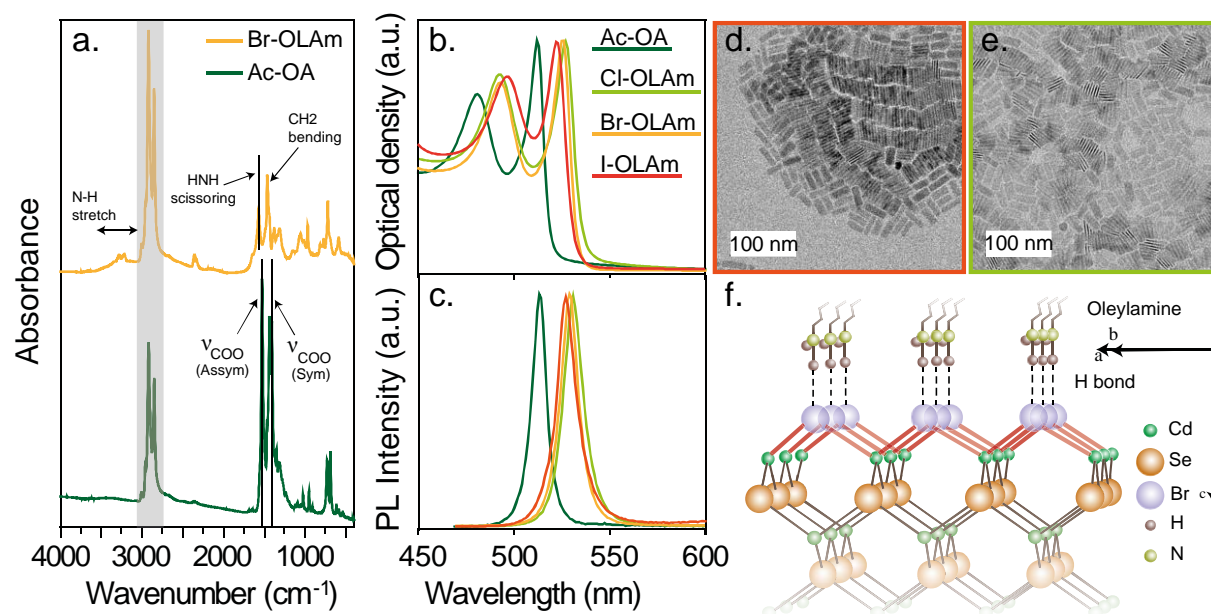 a.
Br-OLAm
Ac-OA
CH2
bending
HNH
scissoring
N-H
stretch
νCOO
(Assym)
νCOO
(Sym)
Absorbance
4000
3000
2000
1000
Wavenumber (cm-1)
b.
Ac-OA
Cl-OLAm
Br-OLAm
I-OLAm
Optical density (a.u.)
c.
PL Intensity (a.u.)
450
500
550
600
Wavelength (nm)
d.
100 nm
e.
100 nm
f.
Oleylamine
b
a
H bond
Cd
Se
Br
c
H
N